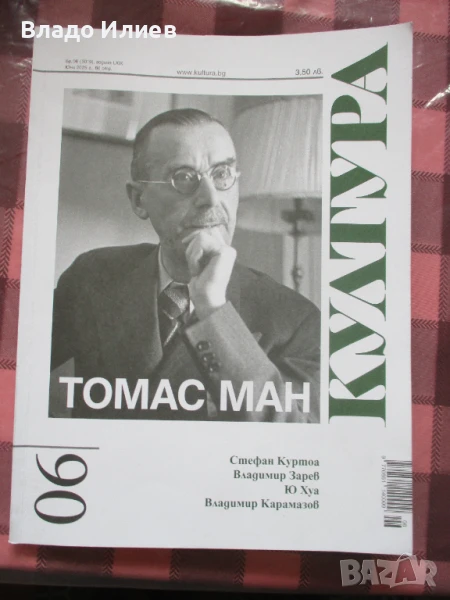 Владо Илиев
www.kultura.bg
3.50 лв.
КУЛТУРА
ТОМАС МАН
06
Стефан Куртоа
Владимир Зарев
Ю Хуа
Владимир Карамазов
BAZAR